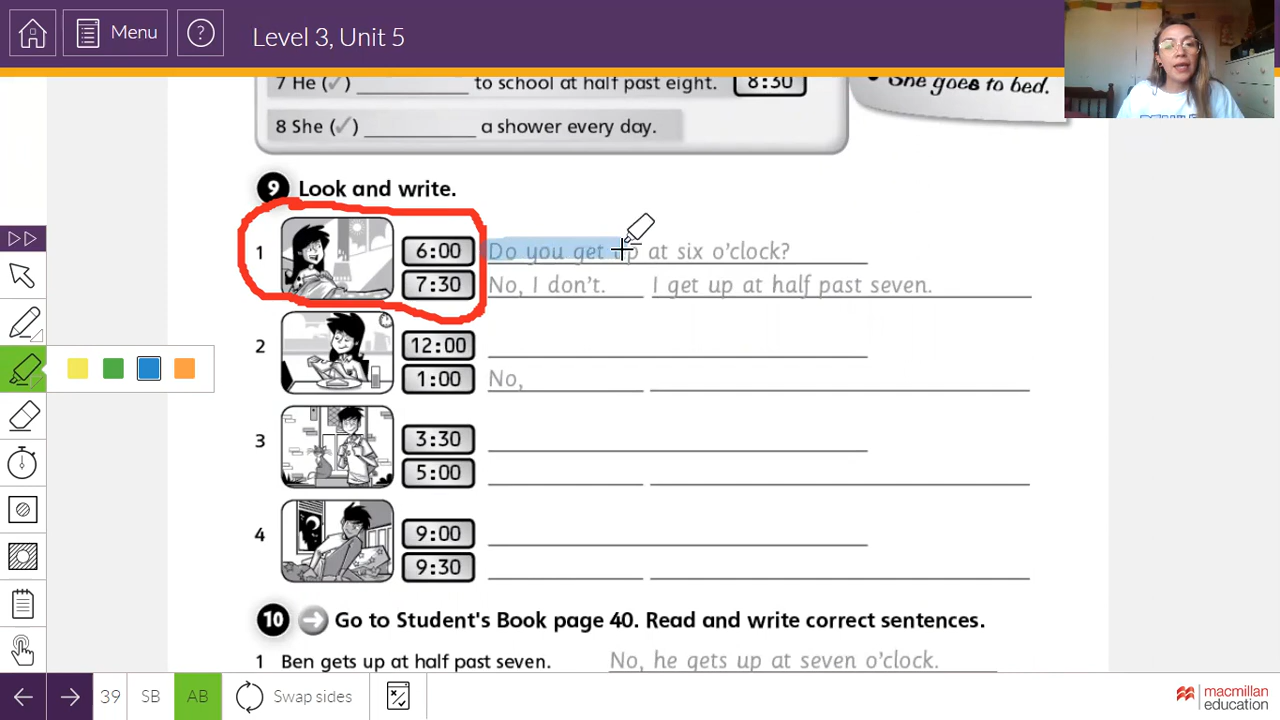 Menu
?
Level 3, Unit 5
7 He (✓) ________ to school at half past eight. 8:30
She goes to bed.
8 She (✓) ________ a shower every day.
9 Look and write.
1 6:00 Do you get up at six o'clock?
7:30 No, I don't. I get up at half past seven.
2 12:00
1:00 No,
3 3:30
5:00
4 9:00
9:30
10 Go to Student's Book page 40. Read and write correct sentences.
1 Ben gets up at half past seven. No, he gets up at seven o'clock.
39 SB AB Swap sides
macmillan
education